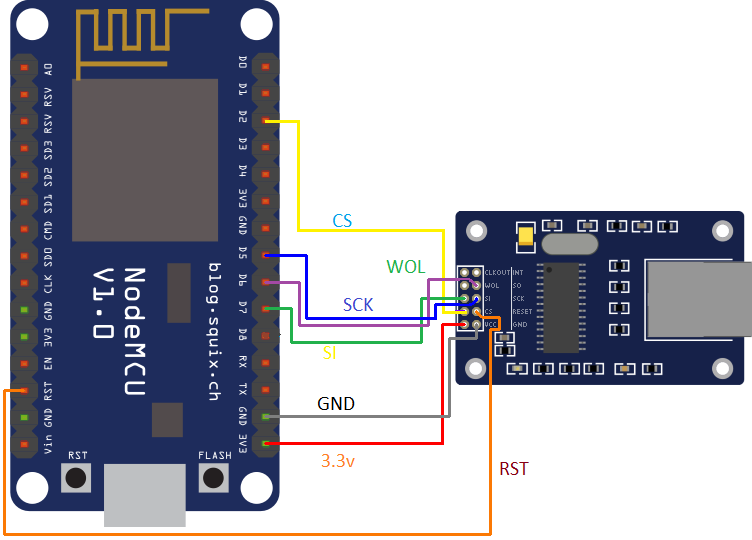 A0
RSV
RSV
SD3
SD2
SD1
CMD
SD0
CLK
GND
3V3
EN
RST
GND
Vin
D0
D1
D2
D3
D4
3V3
GND
D5
D6
D7
D8
RX
TX
GND
3V3
NodeMCU
V1.0
blog.squix.ch
RST
FLASH
CS
WOL
SCK
SI
GND
3.3v
RST
CLKOUT INT
WOL SO
SI SCK
CS RESET
VCC GND